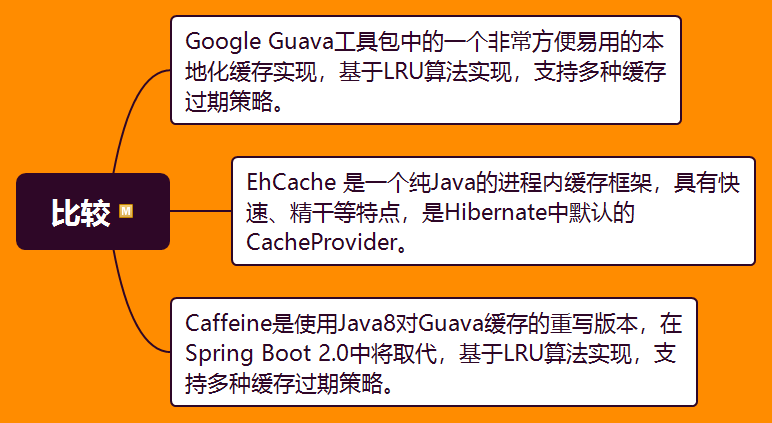 Google Guava工具包中的一个非常方便易用的本
地化缓存实现，基于LRU算法实现，支持多种缓存
过期策略。
EhCache 是一个纯Java的进程内缓存框架，具有快
速、精干等特点，是Hibernate中默认的
CacheProvider。
比较 M
Caffeine是使用Java8对Guava缓存的重写版本，在
Spring Boot 2.0中将取代，基于LRU算法实现，支
持多种缓存过期策略。